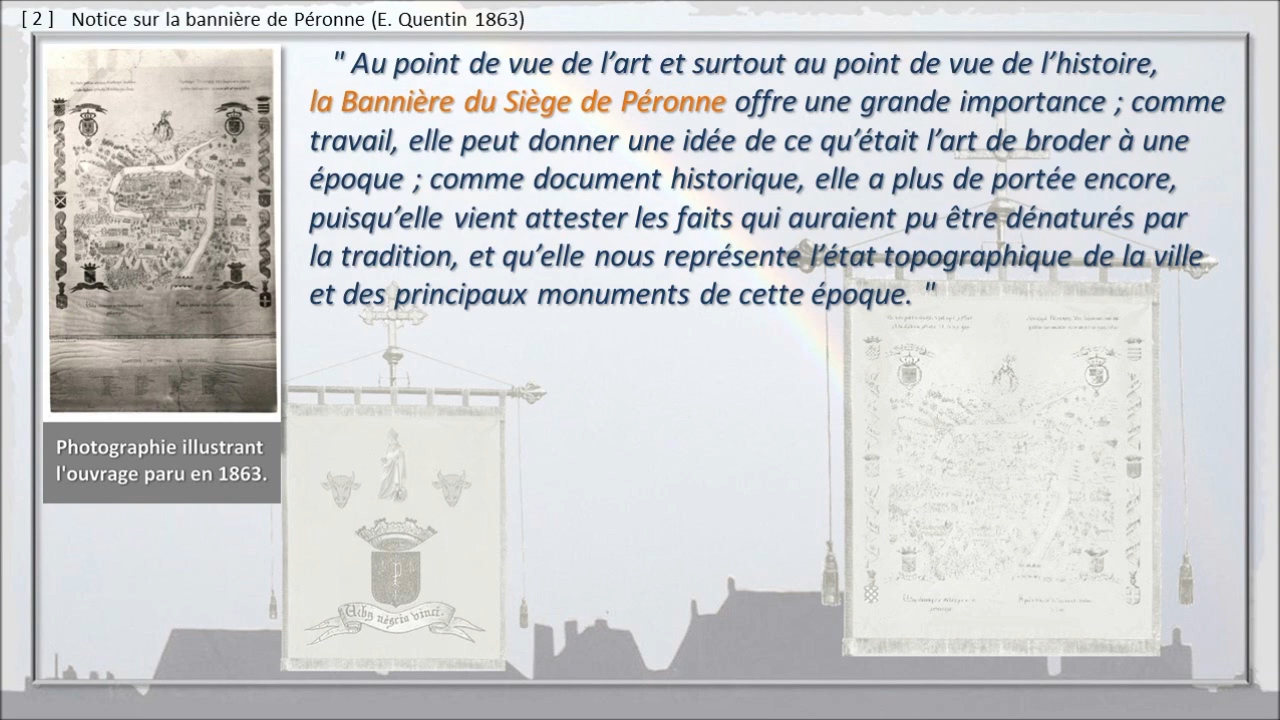 [ 2 ] Notice sur la bannière de Péronne (E. Quentin 1863)
" Au point de vue de l’art et surtout au point de vue de l’histoire,
la Bannière du Siège de Péronne offre une grande importance ; comme
travail, elle peut donner une idée de ce qu’était l’art de broder à une
époque ; comme document historique, elle a plus de portée encore,
puisqu’elle vient attester les faits qui auraient pu être dénaturés par
la tradition, et qu’elle nous représente l’état topographique de la ville
et des principaux monuments de cette époque. "
Photographie illustrant
l'ouvrage paru en 1863.
P
Urbs nescia vinci